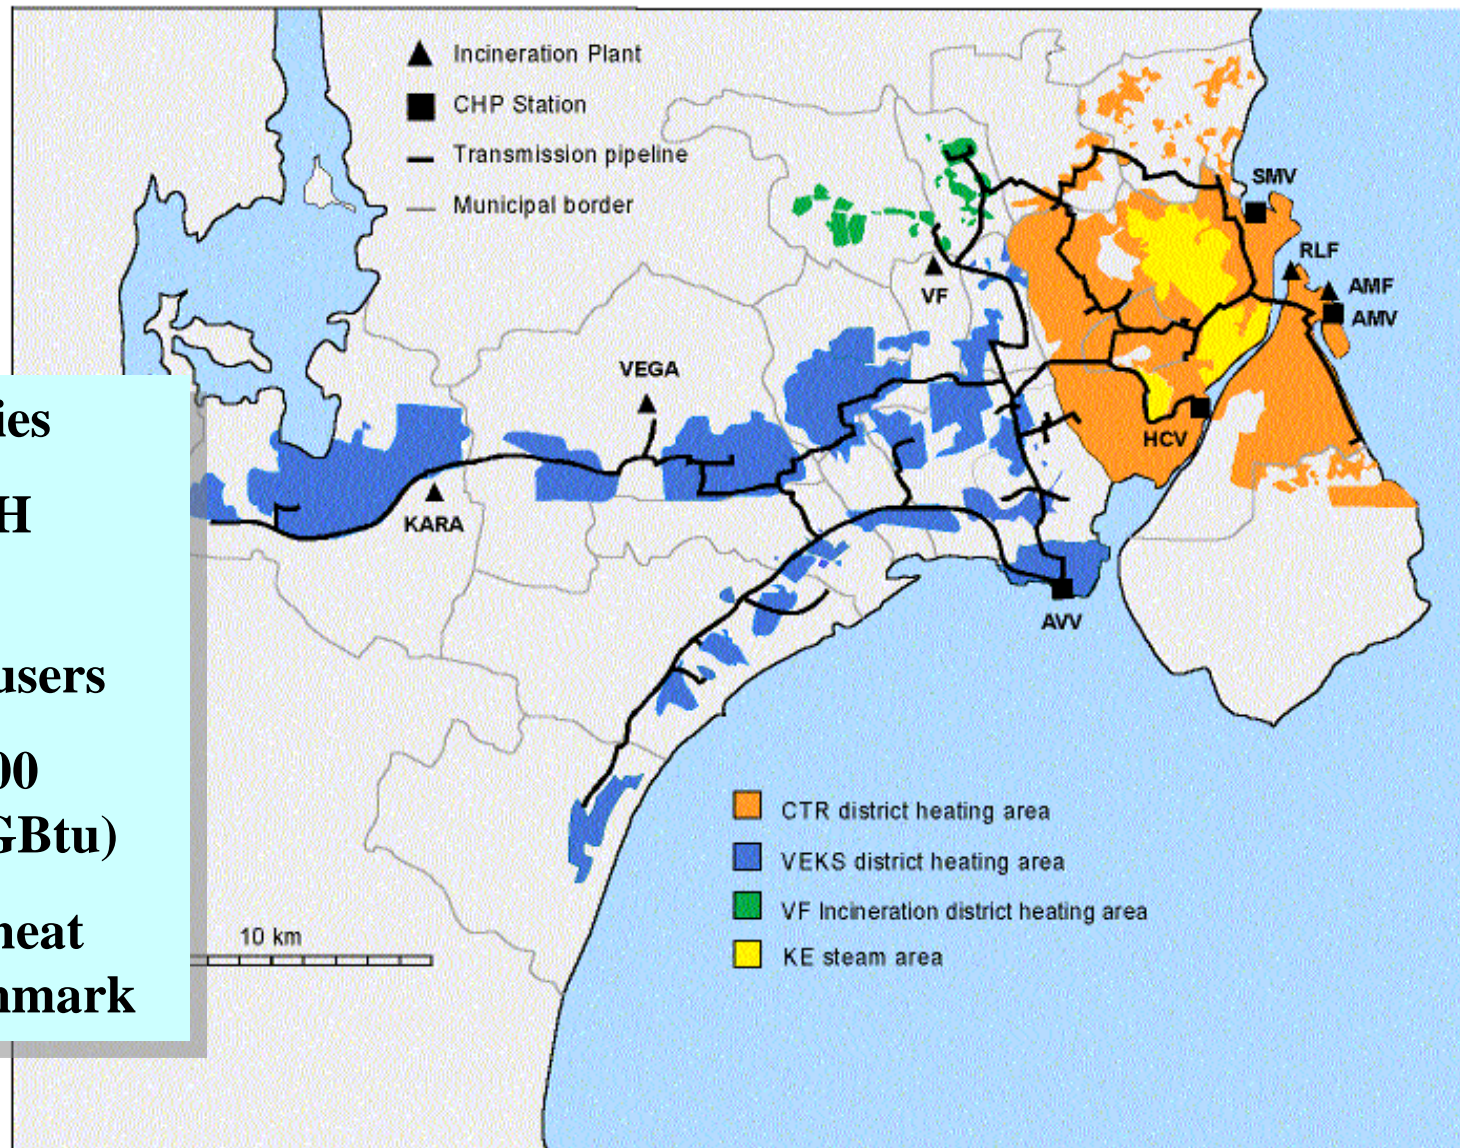 Incineration Plant
CHP Station
Transmission pipeline
Municipal border
SMV
RLF
AMF
AMV
VF
VEGA
HCV
KARA
AVV
ies
H
users
00
GBtu)
heat
nmark
10 km
CTR district heating area
VEKS district heating area
VF Incineration district heating area
KE steam area